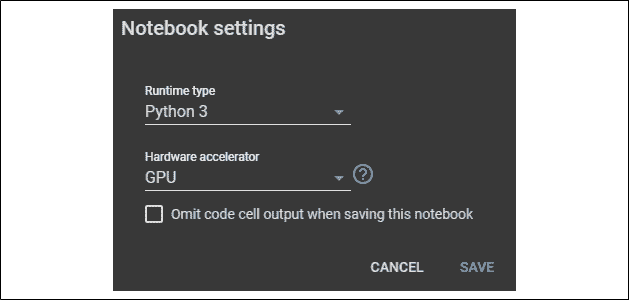 Notebook settings
Runtime type
Python 3
Hardware accelerator
GPU
?
Omit code cell output when saving this notebook
CANCEL SAVE